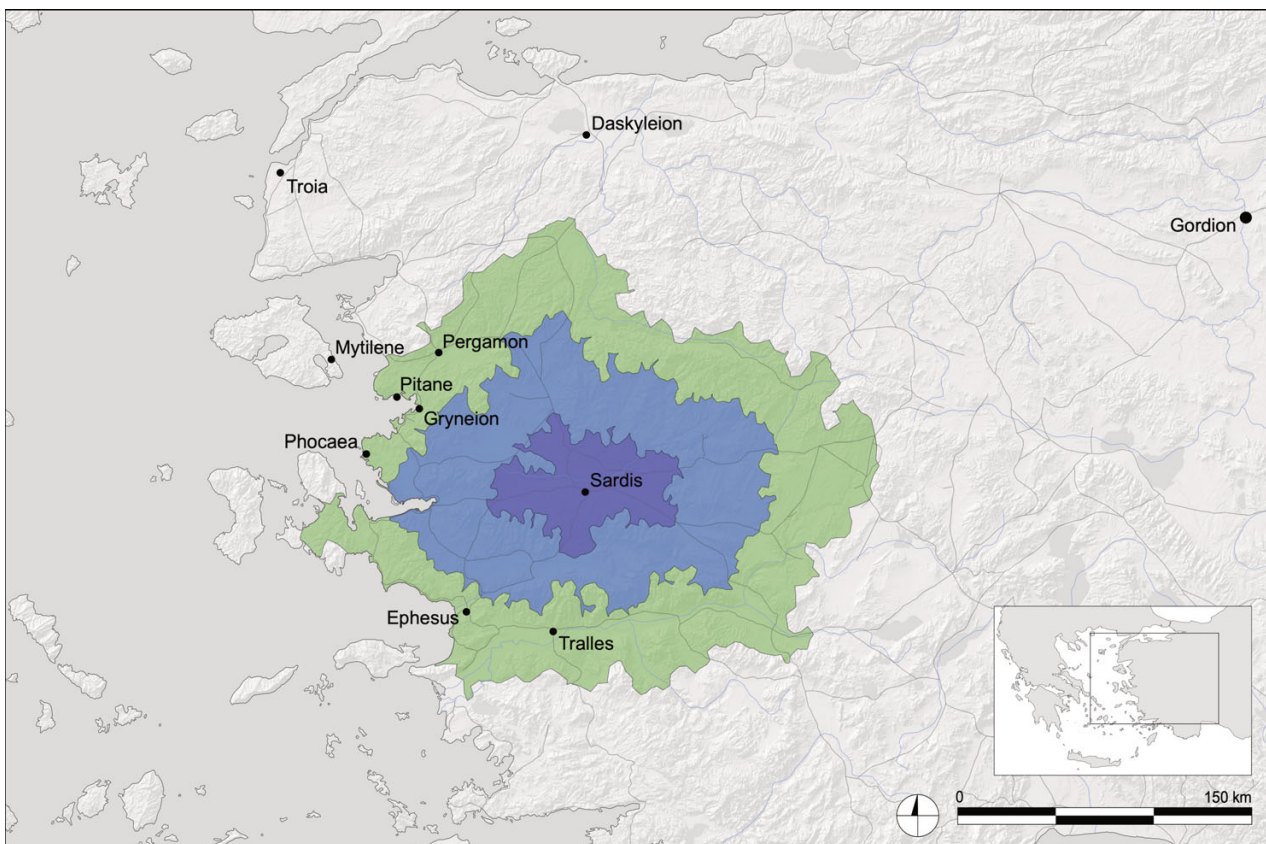 Daskyleion
Troia
Gordion
Mytilene
Pergamon
Pitane
Gryneion
Phocaea
Sardis
Ephesus
Tralles
0 150 km